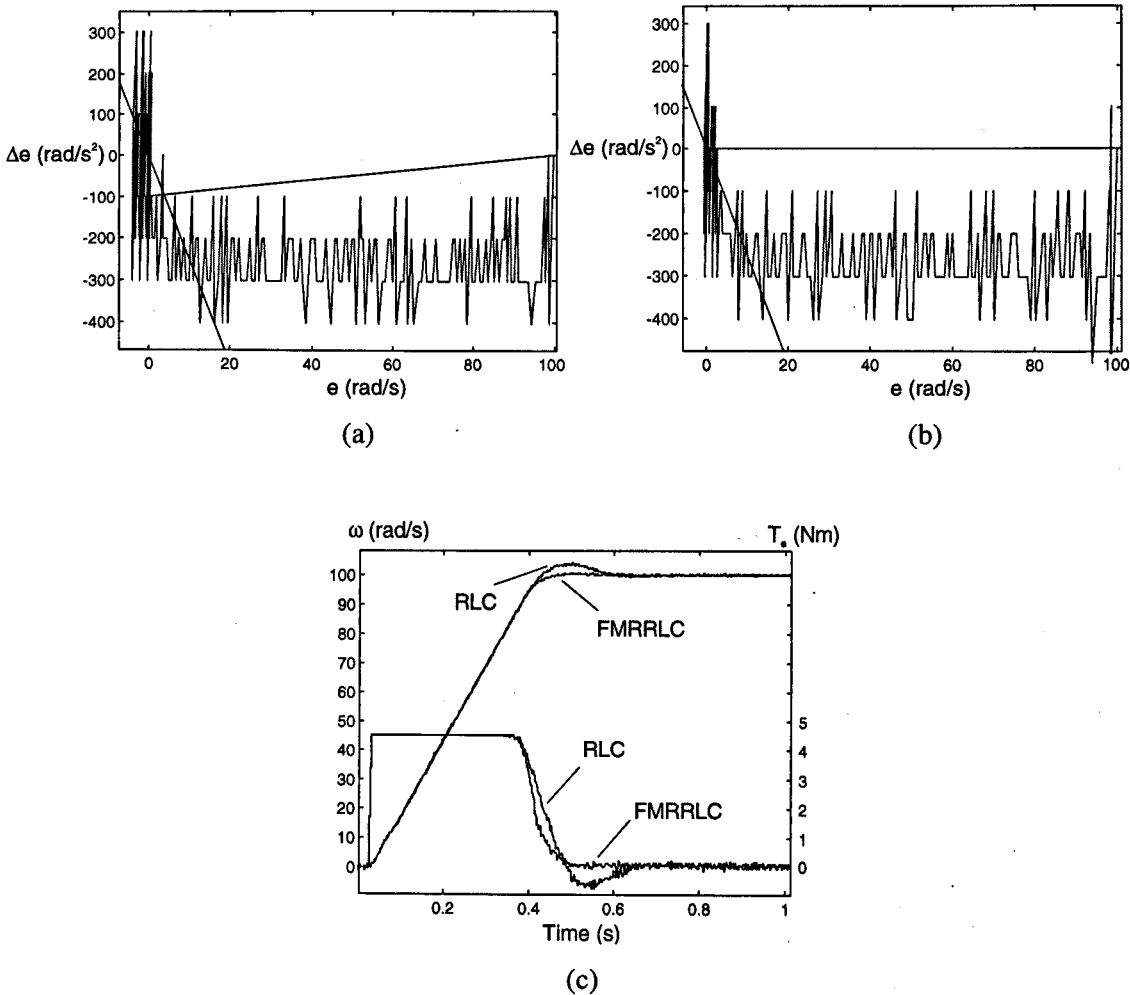 300
200
100
Δe (rad/s²) 0
-100
-200
-300
-400
0 20 40 60 80 100
e (rad/s)
(a)
300
200
100
Δe (rad/s²) 0
-100
-200
-300
-400
0 20 40 60 80 100
e (rad/s)
(b)
ω (rad/s) Tₑ (Nm)
100
90
80
70
60
50
40
30
20
10
0
RLC
FMRRLC
RLC
FMRRLC
5
4
3
2
1
0
0.2 0.4 0.6 0.8 1
Time (s)
(c)